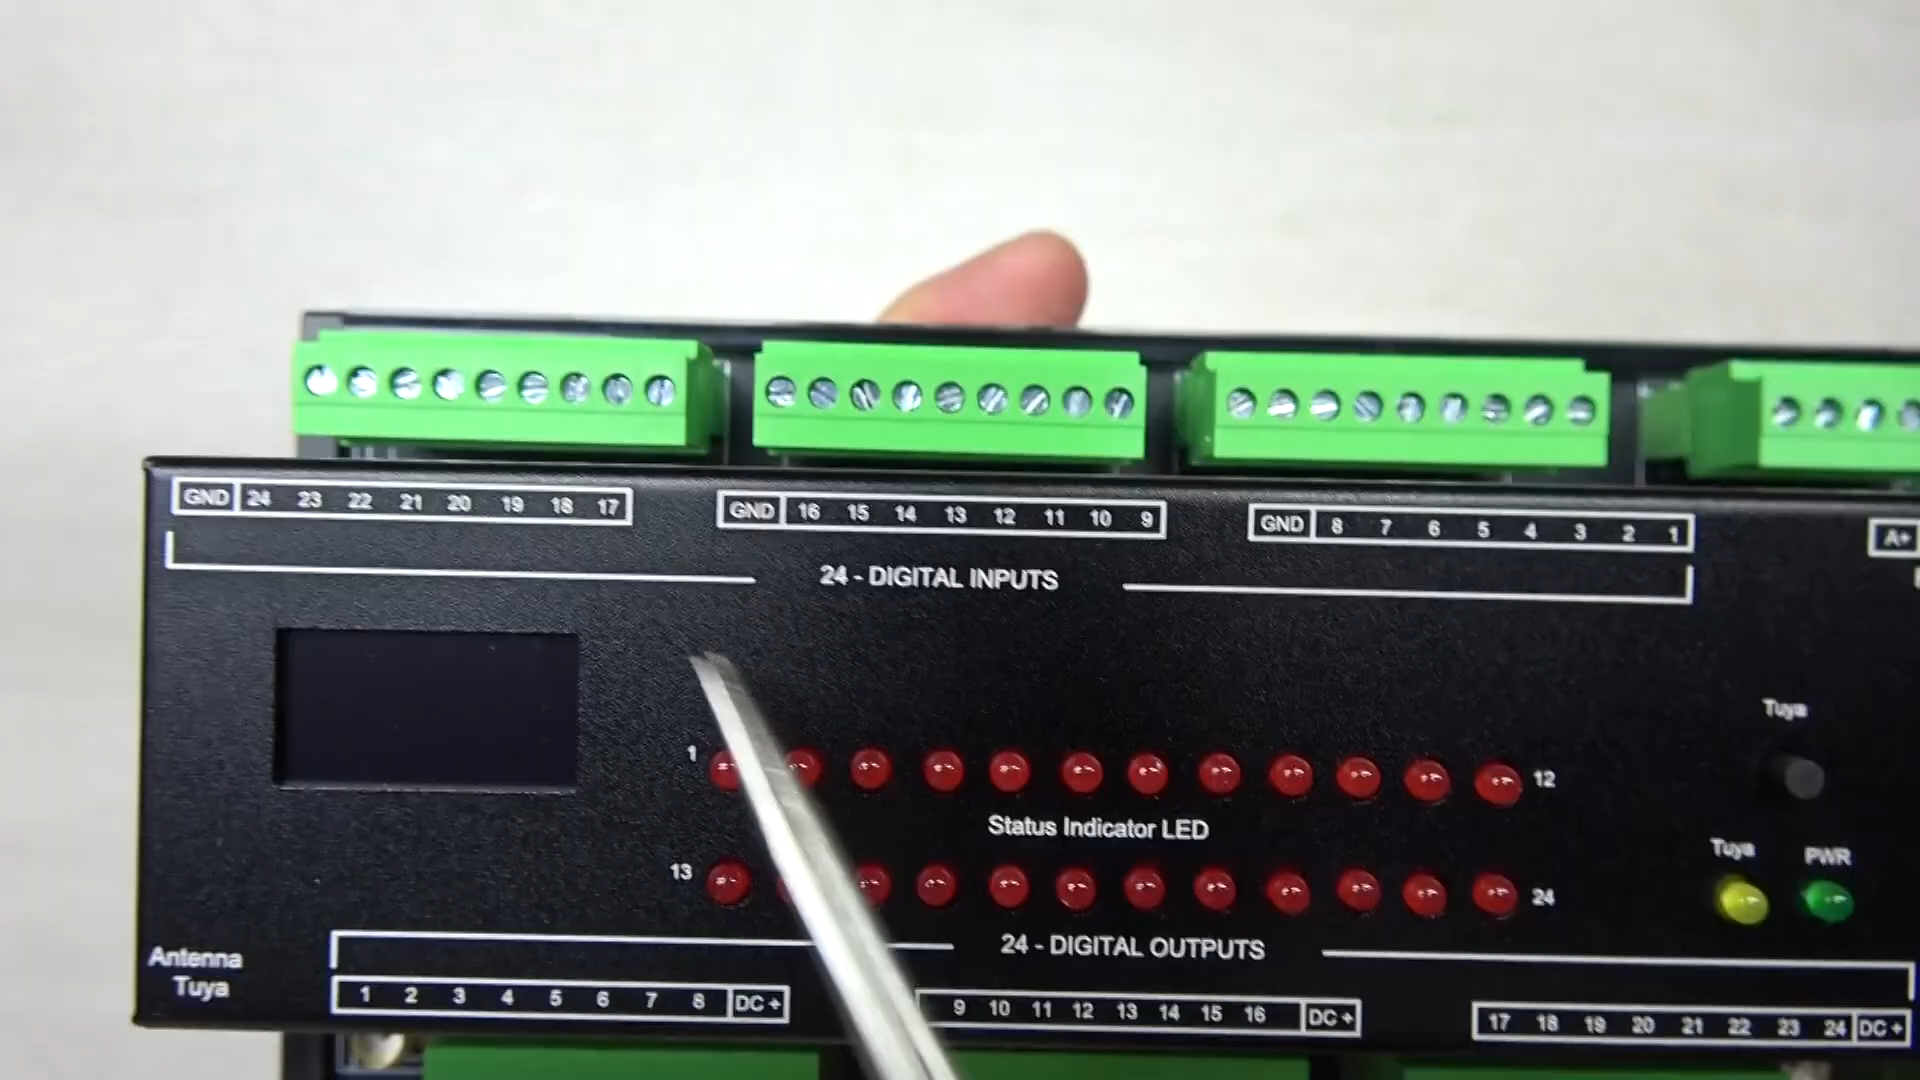 GND 24 23 22 21 20 19 18 17
GND 16 15 14 13 12 11 10 9
GND 8 7 6 5 4 3 2 1
A+
24 - DIGITAL INPUTS
Tuya
1
12
Status Indicator LED
Tuya
PWR
13
24
24 - DIGITAL OUTPUTS
Antenna
Tuya
1 2 3 4 5 6 7 8 DC +
9 10 11 12 13 14 15 16 DC +
17 18 19 20 21 22 23 24 DC +